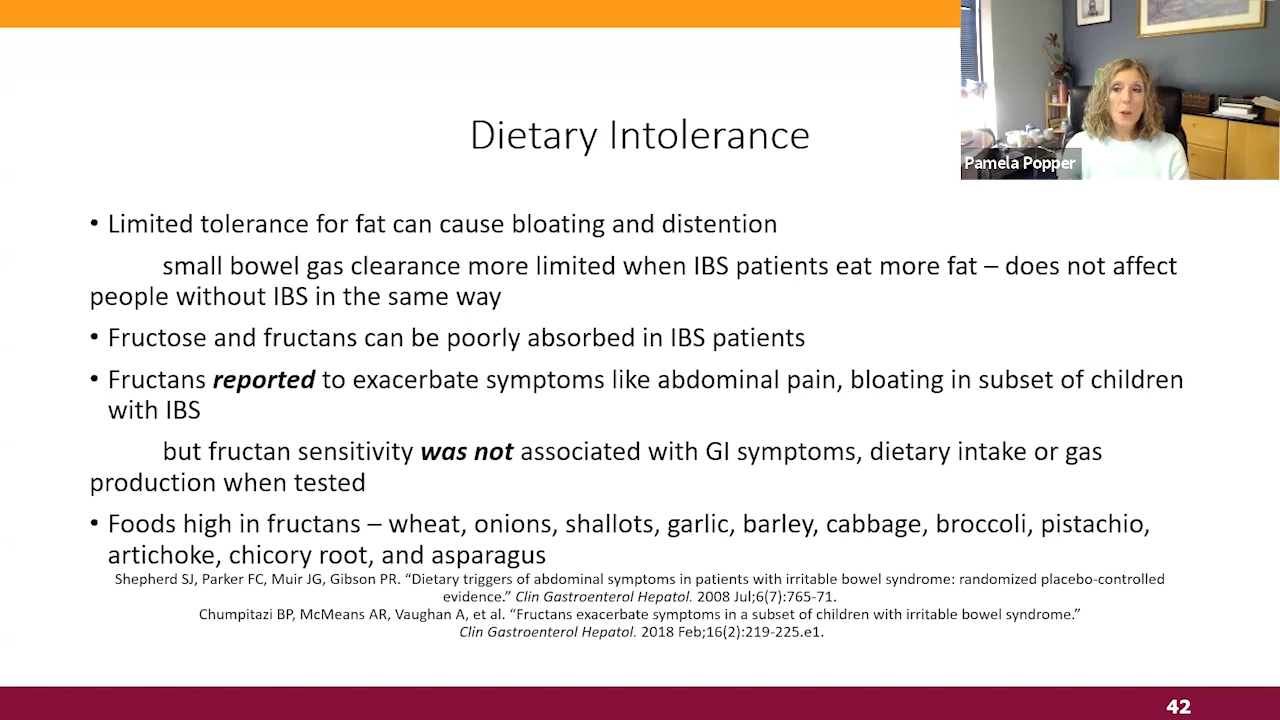 Pamela Popper
Dietary Intolerance
• Limited tolerance for fat can cause bloating and distention
small bowel gas clearance more limited when IBS patients eat more fat – does not affect
people without IBS in the same way
• Fructose and fructans can be poorly absorbed in IBS patients
• Fructans reported to exacerbate symptoms like abdominal pain, bloating in subset of children
with IBS
but fructan sensitivity was not associated with GI symptoms, dietary intake or gas
production when tested
• Foods high in fructans – wheat, onions, shallots, garlic, barley, cabbage, broccoli, pistachio,
artichoke, chicory root, and asparagus
Shepherd SJ, Parker FC, Muir JG, Gibson PR. “Dietary triggers of abdominal symptoms in patients with irritable bowel syndrome: randomized placebo-controlled
evidence.” Clin Gastroenterol Hepatol. 2008 Jul;6(7):765-71.
Chumpitazi BP, McMeans AR, Vaughan A, et al. “Fructans exacerbate symptoms in a subset of children with irritable bowel syndrome.”
Clin Gastroenterol Hepatol. 2018 Feb;16(2):219-225.e1.
42